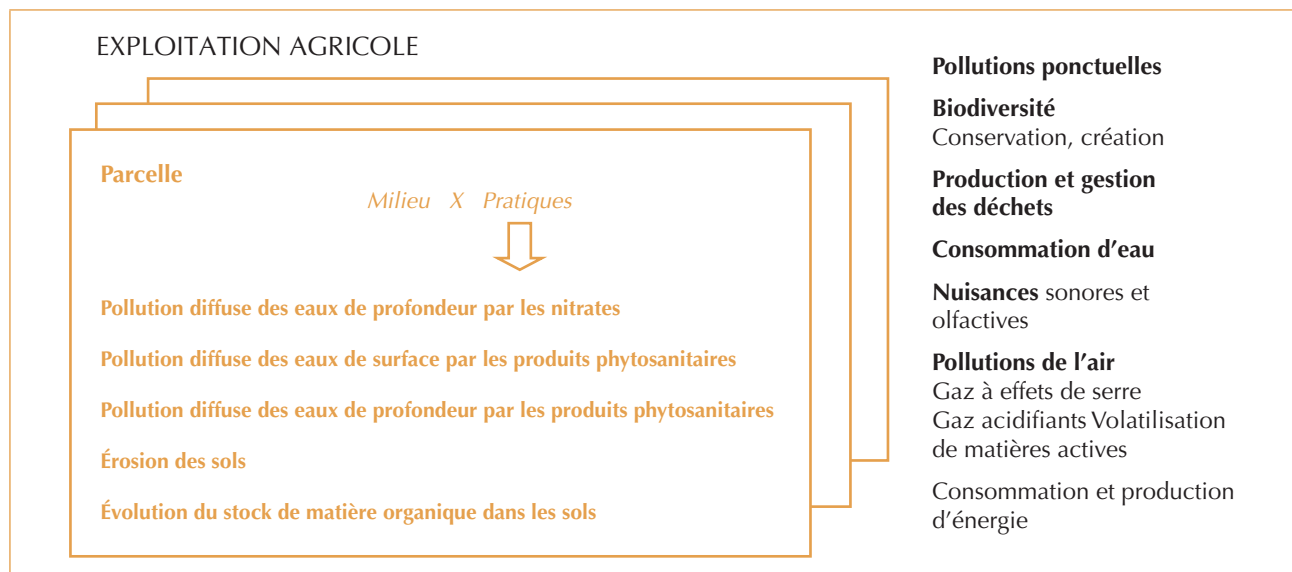 EXPLOITATION AGRICOLE
Parcelle
Milieu X Pratiques
Pollution diffuse des eaux de profondeur par les nitrates
Pollution diffuse des eaux de surface par les produits phytosanitaires
Pollution diffuse des eaux de profondeur par les produits phytosanitaires
Érosion des sols
Évolution du stock de matière organique dans les sols
Pollutions ponctuelles
Biodiversité
Conservation, création
Production et gestion
des déchets
Consommation d'eau
Nuisances sonores et
olfactives
Pollutions de l'air
Gaz à effets de serre
Gaz acidifiants Volatilisation
de matières actives
Consommation et production
d'énergie